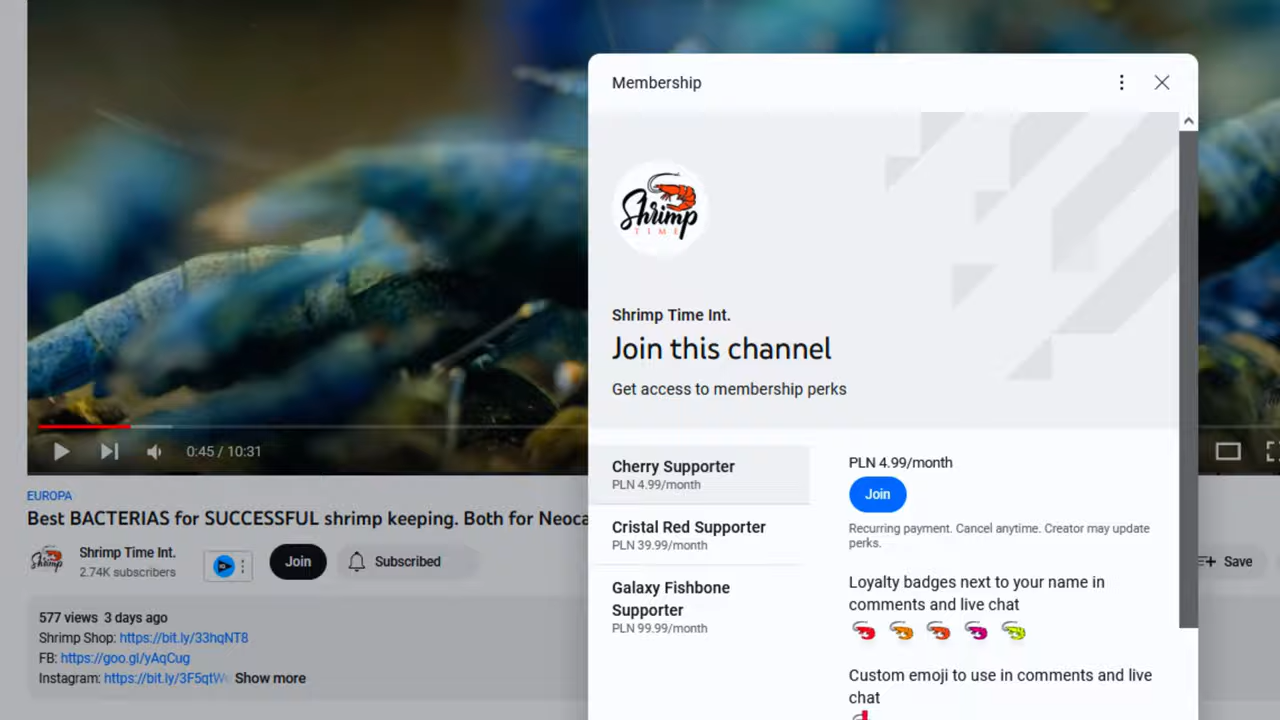 Membership
Shrimp
TIME
Shrimp Time Int.
Join this channel
Get access to membership perks
Cherry Supporter
PLN 4.99/month
Cristal Red Supporter
PLN 39.99/month
Galaxy Fishbone
Supporter
PLN 99.99/month
PLN 4.99/month
Join
Recurring payment. Cancel anytime. Creator may update
perks.
Loyalty badges next to your name in
comments and live chat
Custom emoji to use in comments and live
chat
0:45 / 10:31
EUROPA
Best BACTERIAS for SUCCESSFUL shrimp keeping. Both for Neoca
Shrimp
Shrimp Time Int.
2.74K subscribers
Join
Subscribed
Save
577 views 3 days ago
Shrimp Shop: https://bit.ly/33hqNT8
FB: https://goo.gl/yAqCug
Instagram: https://bit.ly/3F5qtW Show more